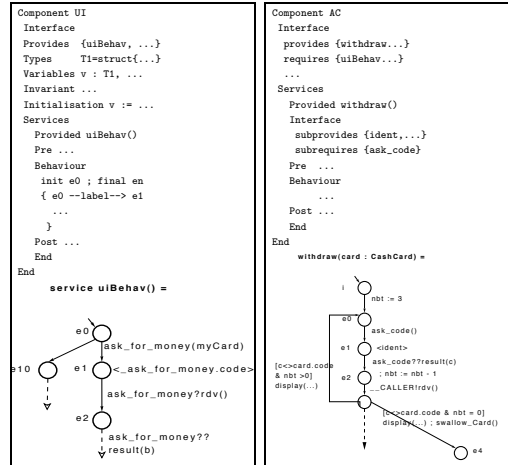 Component UI
Interface
Provides {uiBehav, ...}
Types T1=struct{...}
Variables v : T1, ...
Invariant ...
Initialisation v := ...
Services
Provided uiBehav()
Pre ...
Behaviour
init e0 ; final en
{ e0 --label--> e1
...
}
Post ...
End
End
service uiBehav() =
e0
ask_for_money(myCard)
e10
e1
<_ask_for_money.code>
ask_for_money?rdv()
e2
ask_for_money??
result(b)
Component AC
Interface
provides {withdraw...}
requires {uiBehav...}
...
Services
Provided withdraw()
Interface
subprovides {ident,...}
subrequires {ask_code}
Pre ...
Behaviour
...
Post ...
End
End
withdraw(card : CashCard) =
i
nbt := 3
e0
ask_code()
e1
<ident>
ask_code??result(c)
; nbt := nbt - 1
[c<>card.code
& nbt >0]
display(...)
e2
__CALLER!rdv()
[c<>card.code & nbt = 0]
display(...) ; swallow_Card()
e4